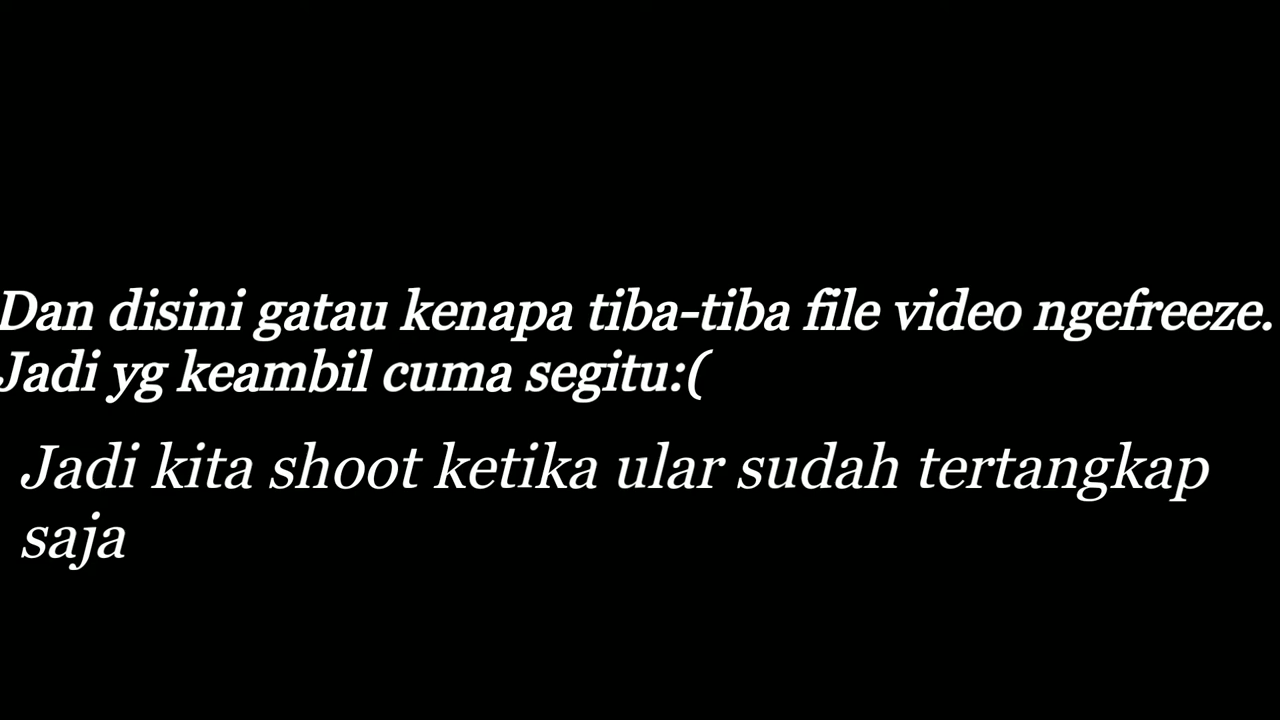 Dan disini gatau kenapa tiba-tiba file video ngefreeze.
Jadi yg keambil cuma segitu:(
Jadi kita shoot ketika ular sudah tertangkap
saja